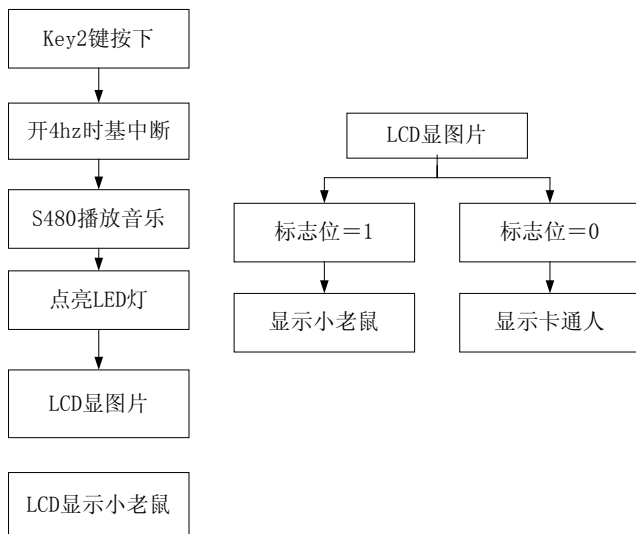 Key2键按下
开4hz时基中断
S480播放音乐
点亮LED灯
LCD显图片
LCD显示小老鼠
LCD显图片
标志位＝1
标志位＝0
显示小老鼠
显示卡通人